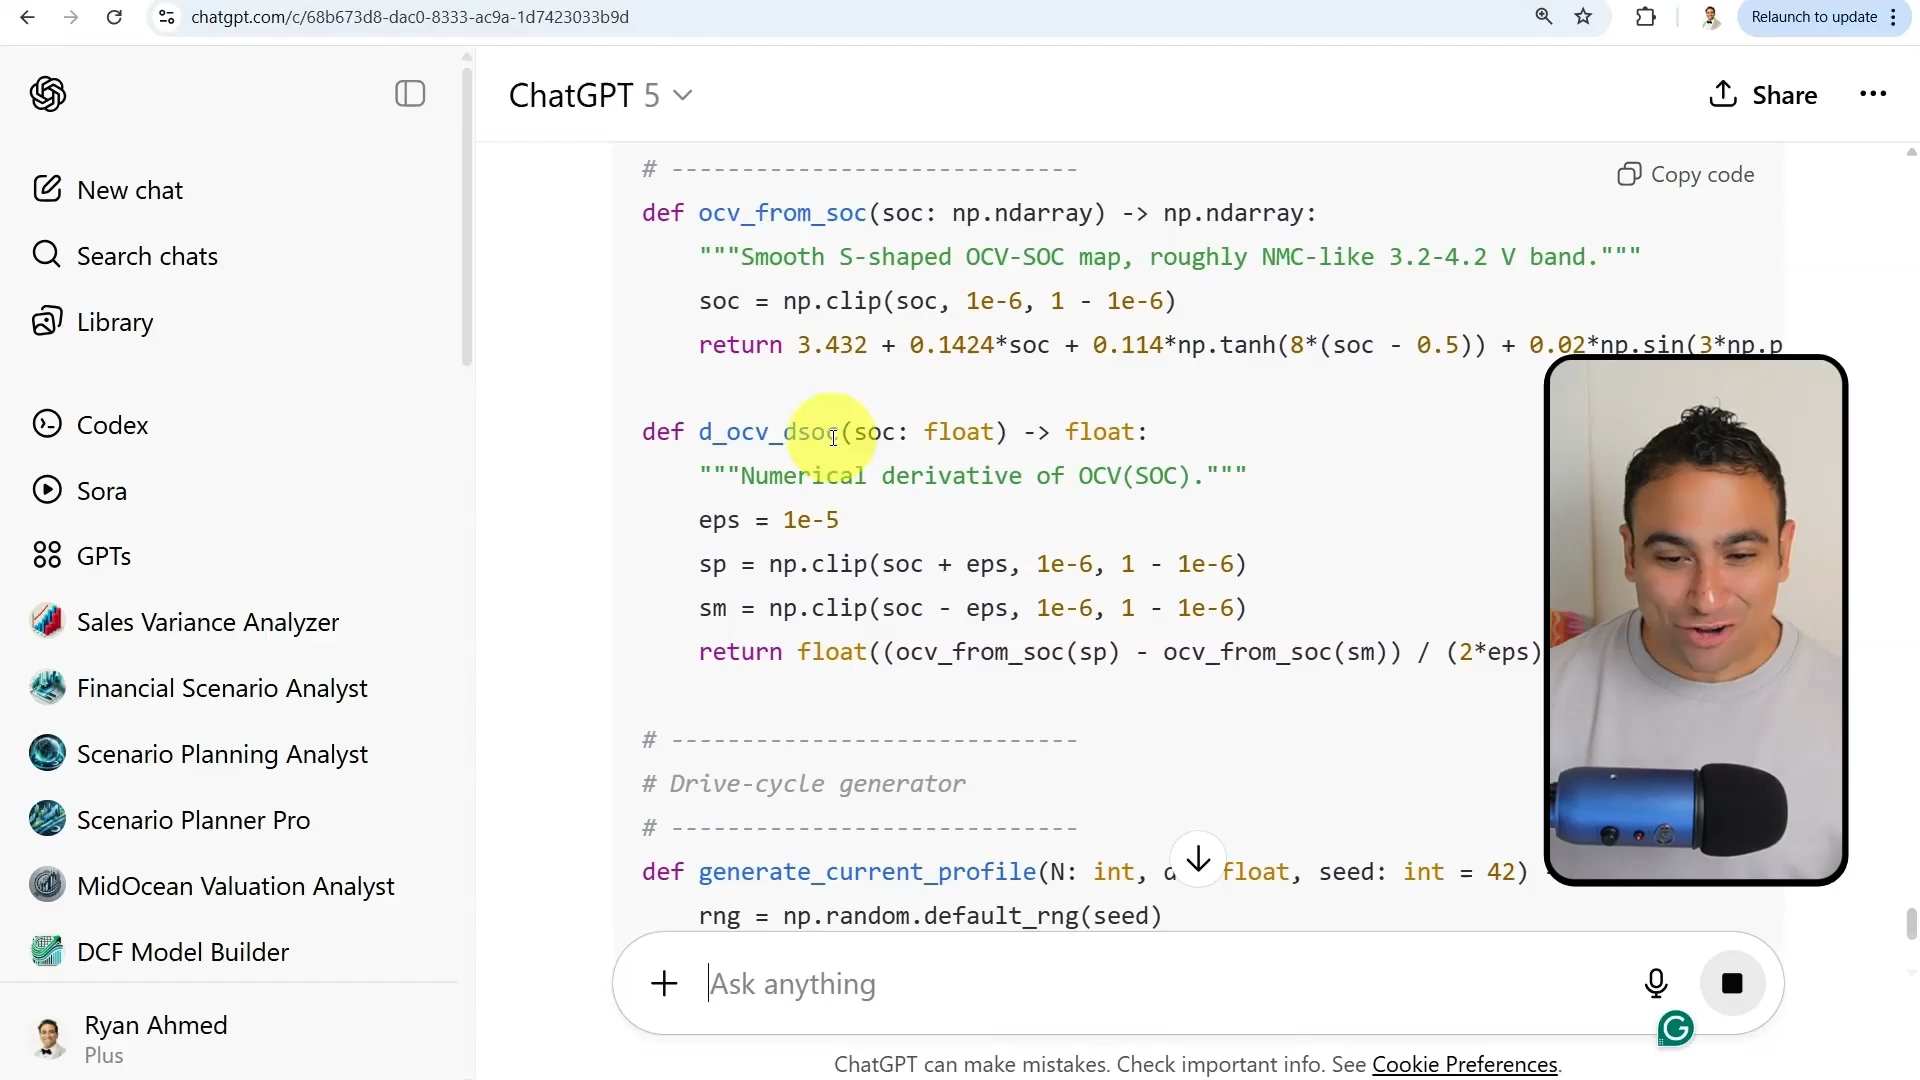 chatgpt.com/c/68b673d8-dac0-8333-ac9a-1d7423033b9d
Relaunch to update
ChatGPT 5
Share
New chat
Search chats
Library
Codex
Sora
GPTs
Sales Variance Analyzer
Financial Scenario Analyst
Scenario Planning Analyst
Scenario Planner Pro
MidOcean Valuation Analyst
DCF Model Builder
Ryan Ahmed
Plus
# -----------------------------
Copy code
def ocv_from_soc(soc: np.ndarray) -> np.ndarray:
"""Smooth S-shaped OCV-SOC map, roughly NMC-like 3.2-4.2 V band."""
soc = np.clip(soc, 1e-6, 1 - 1e-6)
return 3.432 + 0.1424*soc + 0.114*np.tanh(8*(soc - 0.5)) + 0.02*np.sin(3*np.p
def d_ocv_dsoc(soc: float) -> float:
"""Numerical derivative of OCV(SOC)."""
eps = 1e-5
sp = np.clip(soc + eps, 1e-6, 1 - 1e-6)
sm = np.clip(soc - eps, 1e-6, 1 - 1e-6)
return float((ocv_from_soc(sp) - ocv_from_soc(sm)) / (2*eps)
# -----------------------------
# Drive-cycle generator
# -----------------------------
def generate_current_profile(N: int, d float, seed: int = 42)
rng = np.random.default_rng(seed)
Ask anything
ChatGPT can make mistakes. Check important info. See Cookie Preferences.